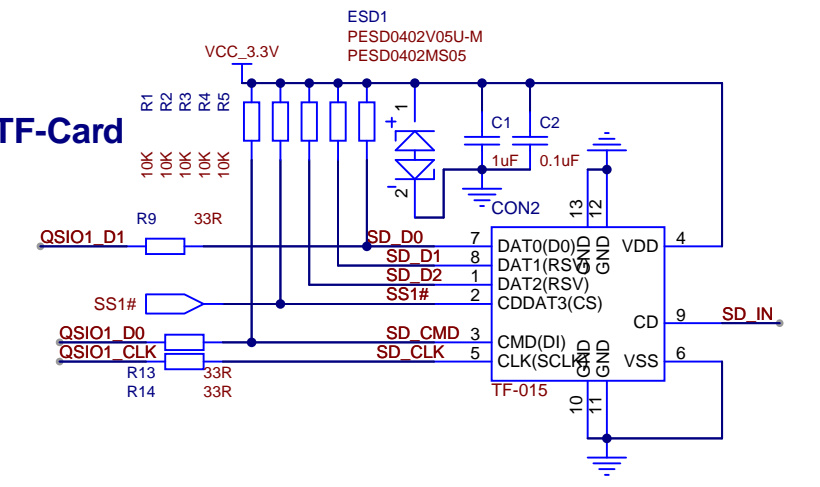 ESD1
PESD0402V05U-M
PESD0402MS05
VCC_3.3V
TF-Card
R1
R2
R3
R4
R5
10K
10K
10K
10K
10K
1
+
-
2
C1
1uF
C2
0.1uF
CON2
13
12
R9 33R
QSIO1_D1
SD_D0 7 DAT0(D0) GND GND VDD 4
SD_D1 8 DAT1(RSV)
SD_D2 1 DAT2(RSV)
SS1# SS1# 2 CDDAT3(CS)
CD 9 SD_IN
QSIO1_D0 SD_CMD 3 CMD(DI)
QSIO1_CLK SD_CLK 5 CLK(SCLK) GND GND VSS 6
R13 33R
R14 33R
TF-015
10
11